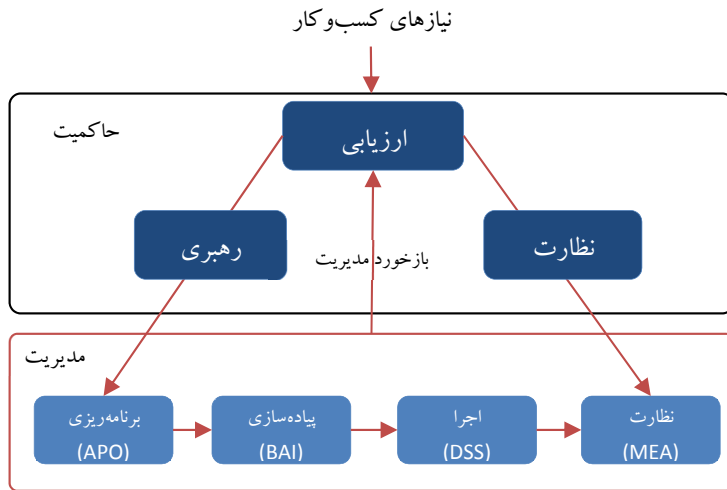 نیازهای کسب‌وکار
حاکمیت
ارزیابی
رهبری
بازخورد مدیریت
نظارت
مدیریت
برنامه‌ریزی
(APO)
پیاده‌سازی
(BAI)
اجرا
(DSS)
نظارت
(MEA)